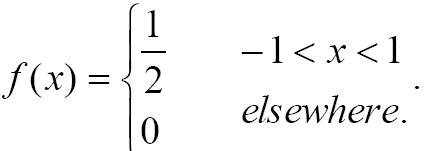 f(x) = { 1/2 −1 < x < 1
0 elsewhere. .